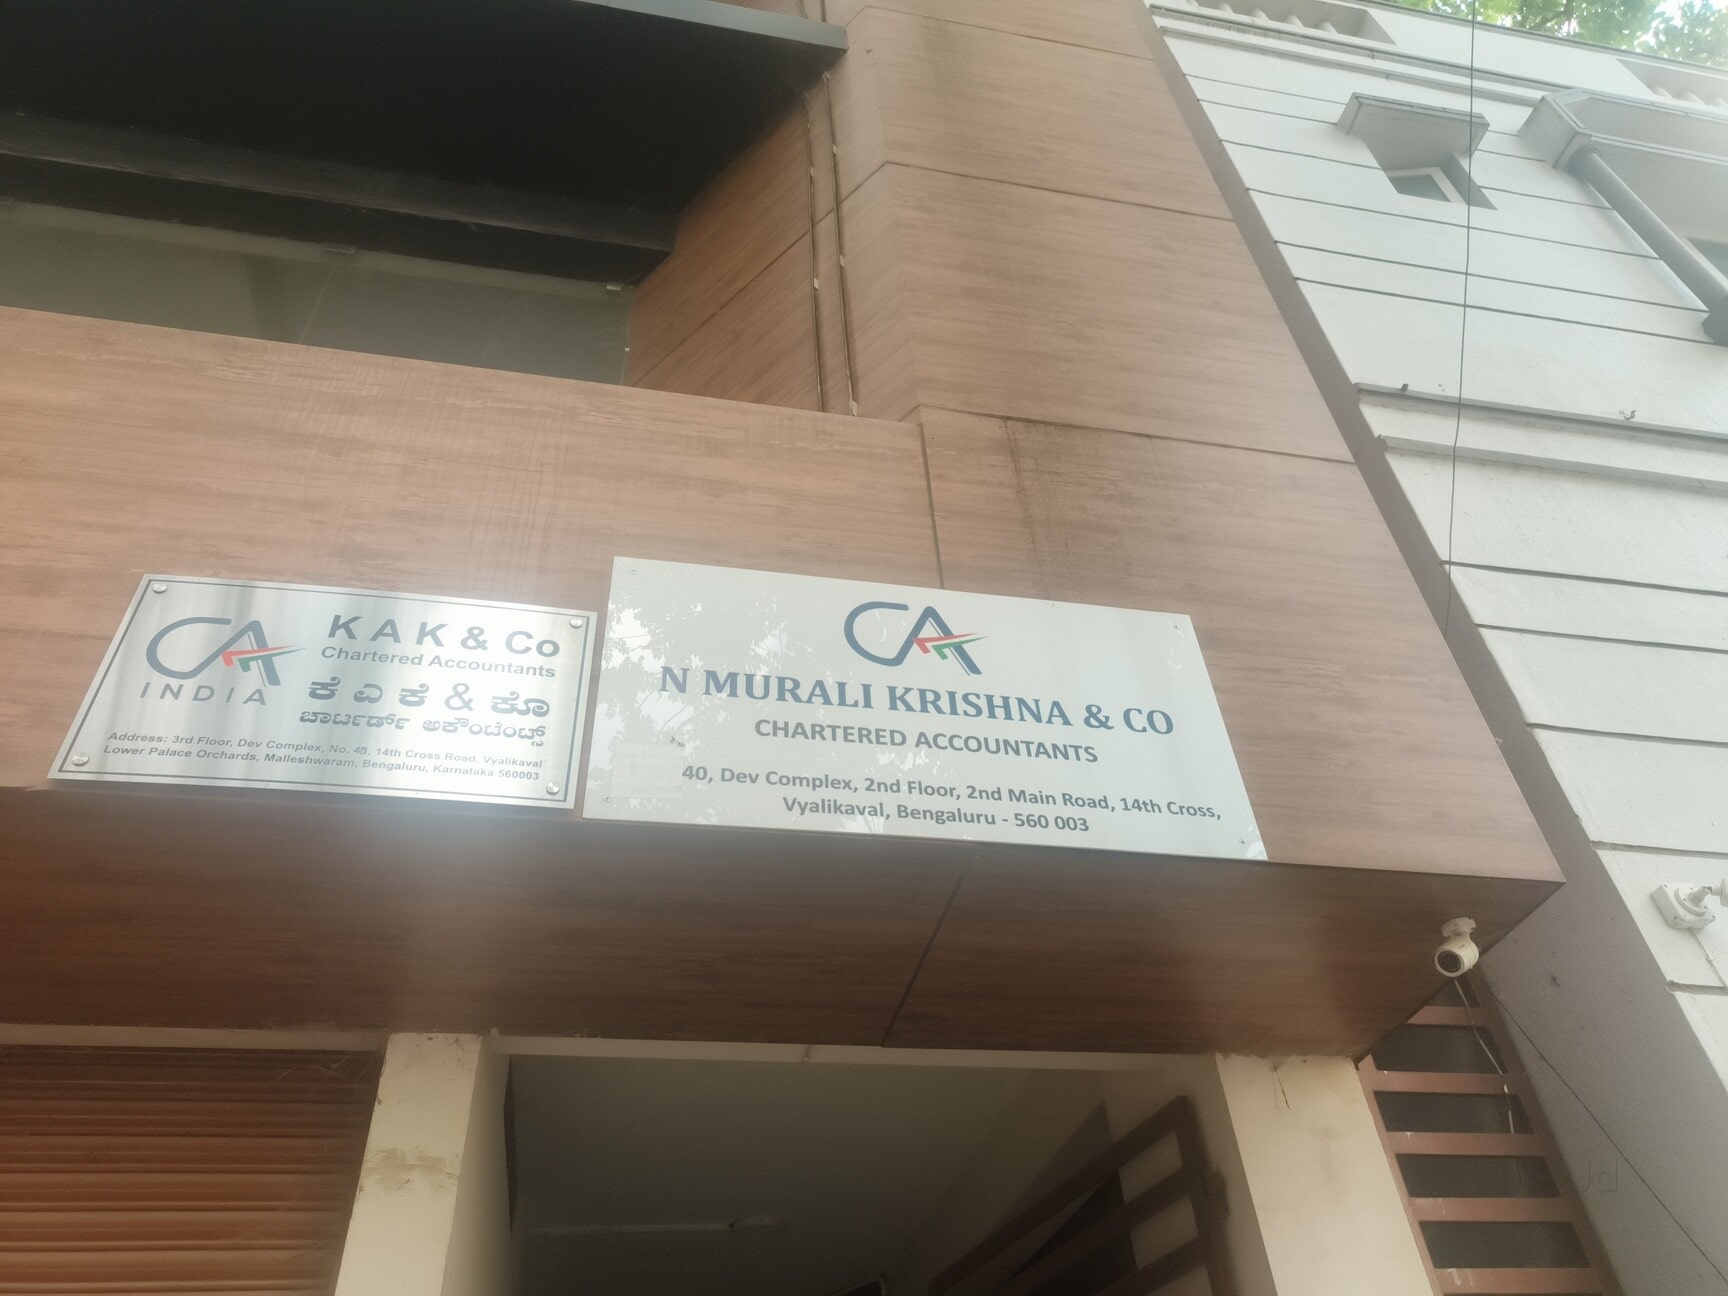 CA
INDIA
K A K & Co
Chartered Accountants
ಕೆ ಎ ಕೆ & ಕೊ
ಚಾರ್ಟರ್ಡ್ ಅಕೌಂಟೆಂಟ್ಸ್
Address: 3rd Floor, Dev Complex, No. 4B, 14th Cross Road, Vyalikaval
Lower Palace Orchards, Malleshwaram, Bengaluru, Karnataka 560003
CA
N MURALI KRISHNA & CO
CHARTERED ACCOUNTANTS
40, Dev Complex, 2nd Floor, 2nd Main Road, 14th Cross,
Vyalikaval, Bengaluru - 560 003